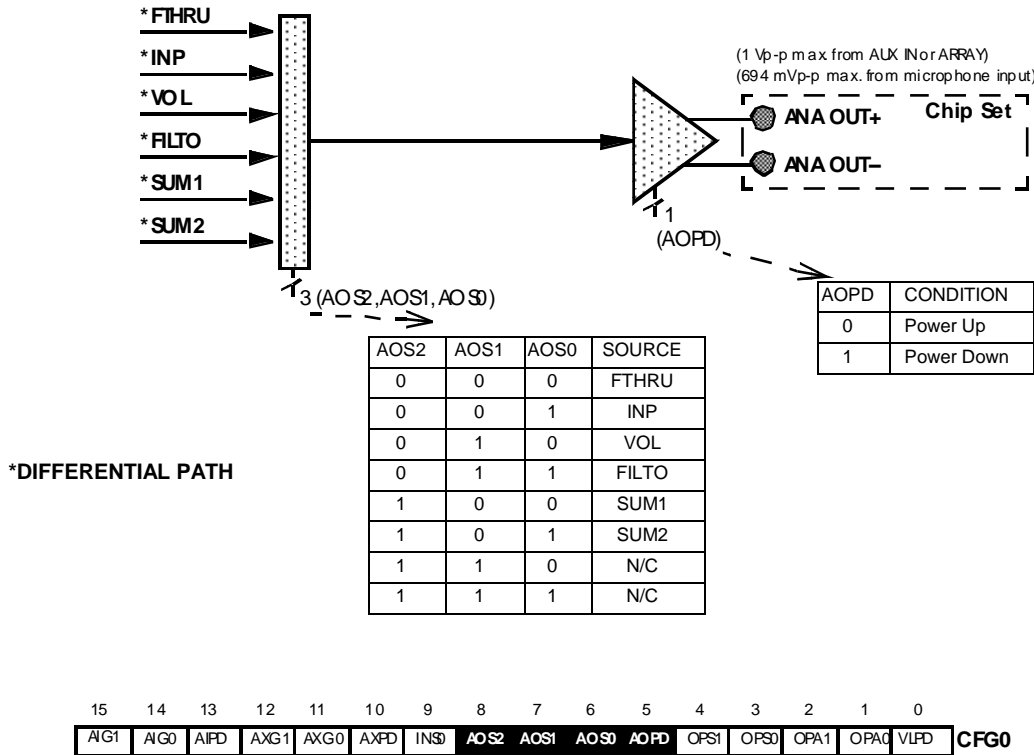 *FTHRU
*INP
*VOL
*FILTO
*SUM1
*SUM2
(1 Vp-p max. from AUX IN or ARRAY)
(694 mVp-p max. from microphone input)
Chip Set
ANA OUT+
ANA OUT–
1
(AOPD)
3 (AOS2, AOS1, AOS0)
AOPD CONDITION
0 Power Up
1 Power Down
AOS2 AOS1 AOS0 SOURCE
0 0 0 FTHRU
0 0 1 INP
0 1 0 VOL
0 1 1 FILTO
1 0 0 SUM1
1 0 1 SUM2
1 1 0 N/C
1 1 1 N/C
*DIFFERENTIAL PATH
15 14 13 12 11 10 9 8 7 6 5 4 3 2 1 0
AIG1 AIG0 AIPD AXG1 AXG0 AXPD INS0 AOS2 AOS1 AOS0 AOPD OPS1 OPS0 OPA1 OPA0 VLPD CFG0